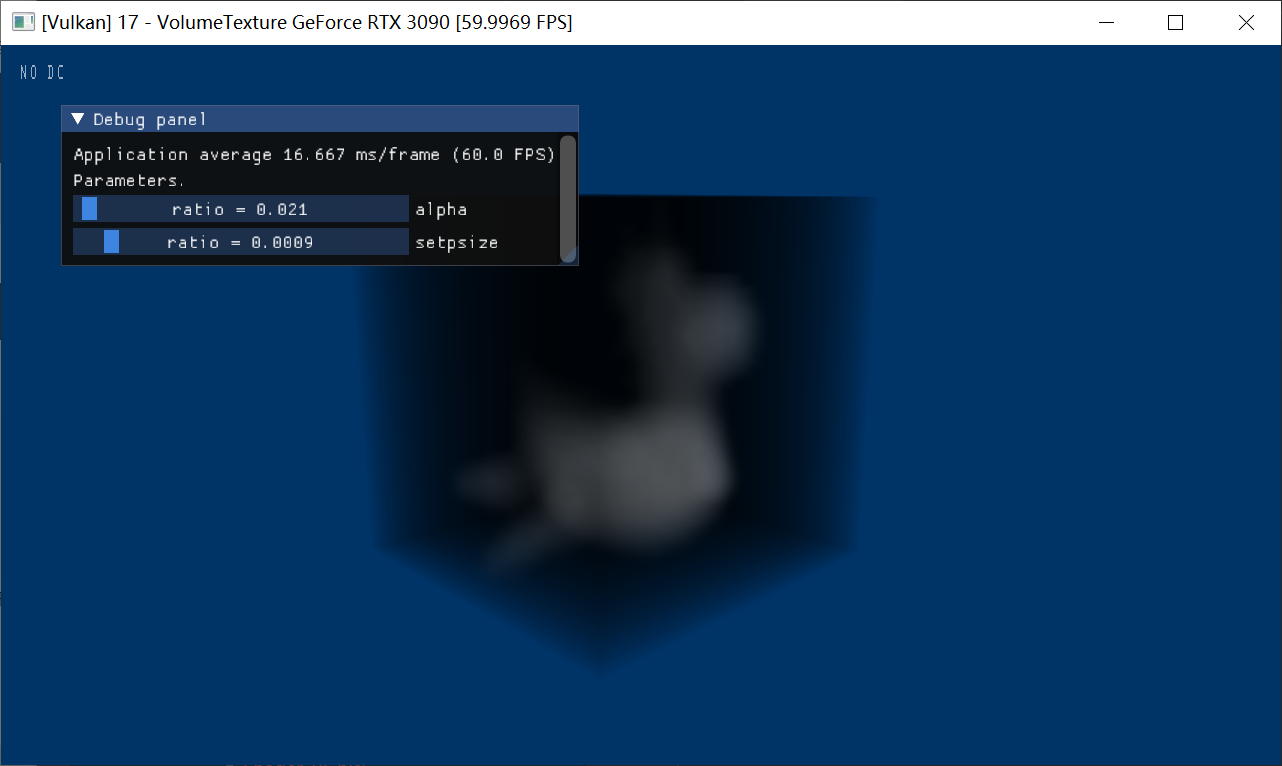 [Vulkan] 17 - VolumeTexture GeForce RTX 3090 [59.9969 FPS]
NO DC
Debug panel
Application average 16.667 ms/frame (60.0 FPS)
Parameters.
ratio = 0.021 alpha
ratio = 0.0009 setpsize